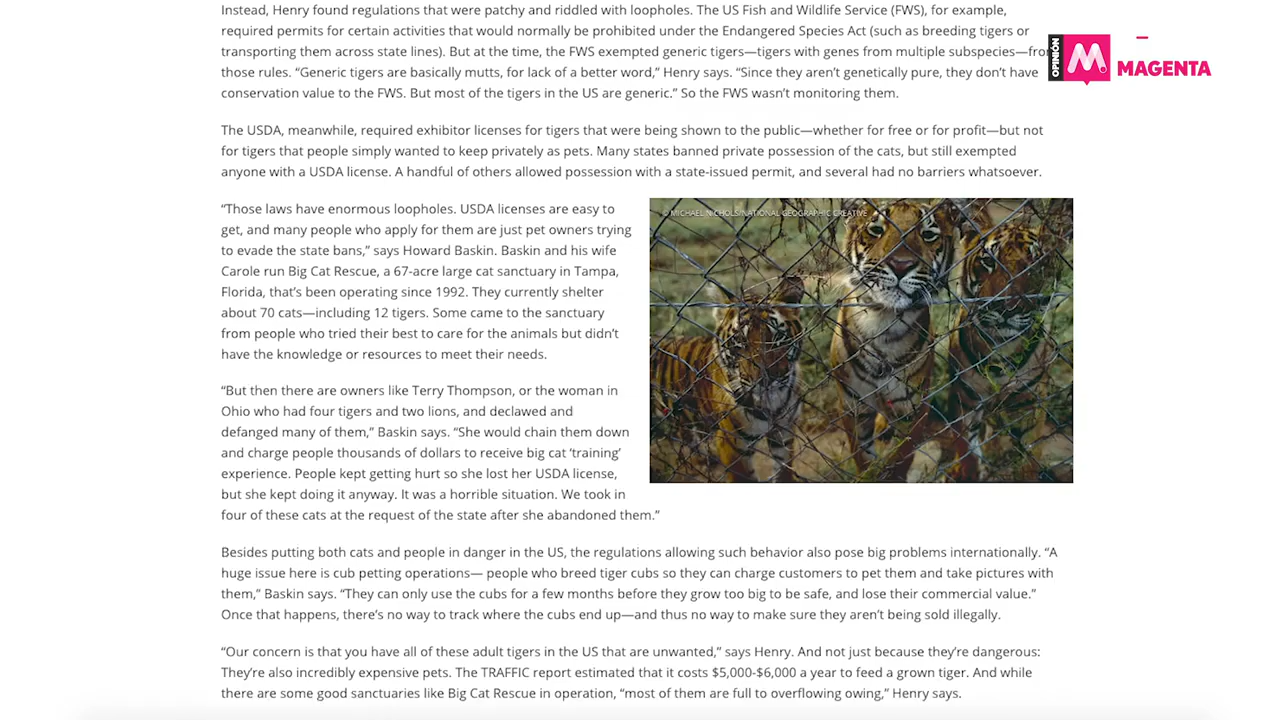 Instead, Henry found regulations that were patchy and riddled with loopholes. The US Fish and Wildlife Service (FWS), for example,
required permits for certain activities that would normally be prohibited under the Endangered Species Act (such as breeding tigers or
transporting them across state lines). But at the time, the FWS exempted generic tigers—tigers with genes from multiple subspecies—from
those rules. “Generic tigers are basically mutts, for lack of a better word,” Henry says. “Since they aren’t genetically pure, they don’t have
conservation value to the FWS. But most of the tigers in the US are generic.” So the FWS wasn’t monitoring them.
OPINIÓN
M.
MAGENTA
The USDA, meanwhile, required exhibitor licenses for tigers that were being shown to the public—whether for free or for profit—but not
for tigers that people simply wanted to keep privately as pets. Many states banned private possession of the cats, but still exempted
anyone with a USDA license. A handful of others allowed possession with a state-issued permit, and several had no barriers whatsoever.
“Those laws have enormous loopholes. USDA licenses are easy to
get, and many people who apply for them are just pet owners trying
to evade the state bans,” says Howard Baskin. Baskin and his wife
Carole run Big Cat Rescue, a 67-acre large cat sanctuary in Tampa,
Florida, that’s been operating since 1992. They currently shelter
about 70 cats—including 12 tigers. Some came to the sanctuary
from people who tried their best to care for the animals but didn’t
have the knowledge or resources to meet their needs.
© MICHAEL NICHOLS/NATIONAL GEOGRAPHIC CREATIVE
“But then there are owners like Terry Thompson, or the woman in
Ohio who had four tigers and two lions, and declawed and
defanged many of them,” Baskin says. “She would chain them down
and charge people thousands of dollars to receive big cat ‘training’
experience. People kept getting hurt so she lost her USDA license,
but she kept doing it anyway. It was a horrible situation. We took in
four of these cats at the request of the state after she abandoned them.”
Besides putting both cats and people in danger in the US, the regulations allowing such behavior also pose big problems internationally. “A
huge issue here is cub petting operations— people who breed tiger cubs so they can charge customers to pet them and take pictures with
them,” Baskin says. “They can only use the cubs for a few months before they grow too big to be safe, and lose their commercial value.”
Once that happens, there’s no way to track where the cubs end up—and thus no way to make sure they aren’t being sold illegally.
“Our concern is that you have all of these adult tigers in the US that are unwanted,” says Henry. And not just because they’re dangerous:
They’re also incredibly expensive pets. The TRAFFIC report estimated that it costs $5,000-$6,000 a year to feed a grown tiger. And while
there are some good sanctuaries like Big Cat Rescue in operation, “most of them are full to overflowing owing,” Henry says.